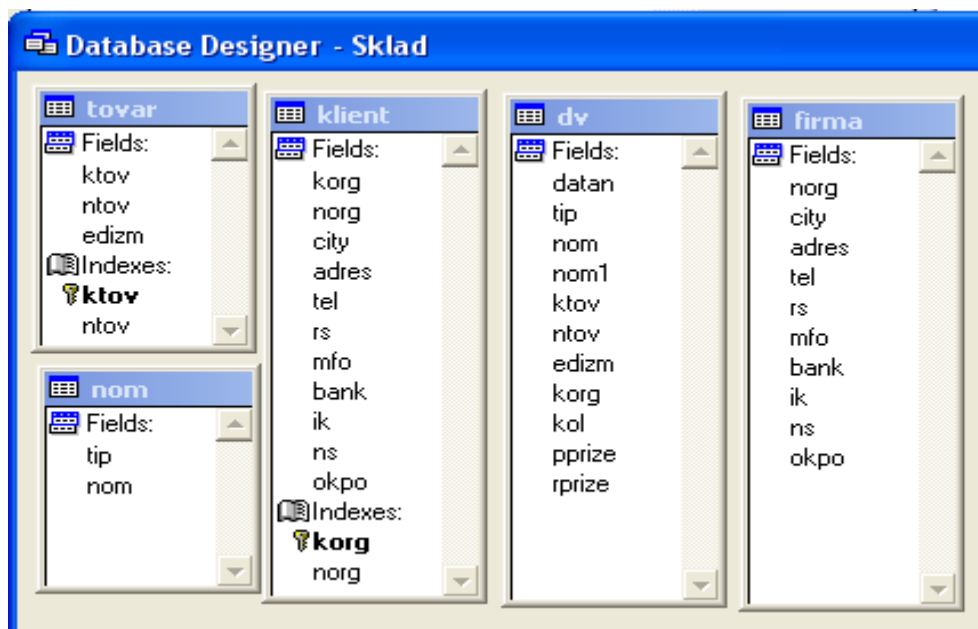 Database Designer - Sklad
tovar
Fields:
ktov
ntov
edizm
Indexes:
ktov
ntov
nom
Fields:
tip
nom
klient
Fields:
korg
norg
city
adres
tel
rs
mfo
bank
ik
ns
okpo
Indexes:
korg
norg
dv
Fields:
datan
tip
nom
nom1
ktov
ntov
edizm
korg
kol
pprize
rprize
firma
Fields:
norg
city
adres
tel
rs
mfo
bank
ik
ns
okpo